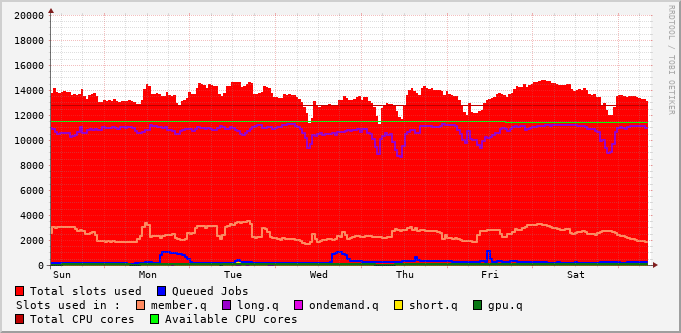 RRDTOOL / TOBI OETIKER
20000
18000
16000
14000
12000
10000
8000
6000
4000
2000
0
Sun Mon Tue Wed Thu Fri Sat
Total slots used Queued Jobs
Slots used in : member.q long.q ondemand.q short.q gpu.q
Total CPU cores Available CPU cores